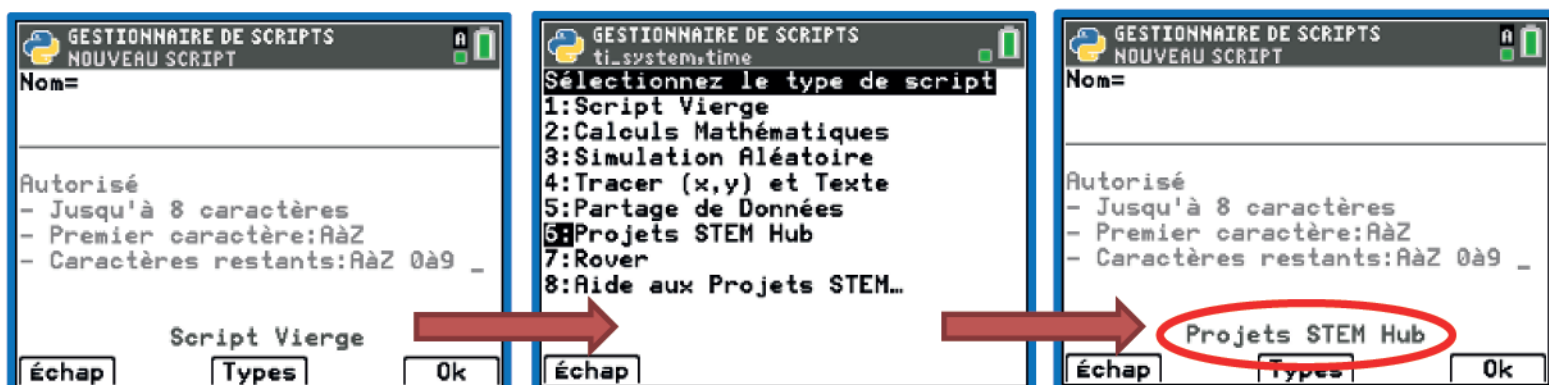 GESTIONNAIRE DE SCRIPTS
NOUVEAU SCRIPT
A
Nom=
Autorisé
- Jusqu'à 8 caractères
- Premier caractère:AàZ
- Caractères restants:AàZ 0à9 _
Script Vierge
Échap
Types
Ok
GESTIONNAIRE DE SCRIPTS
ti_system,time
Sélectionnez le type de script
1:Script Vierge
2:Calculs Mathématiques
3:Simulation Aléatoire
4:Tracer (x,y) et Texte
5:Partage de Données
6:Projets STEM Hub
7:Rover
8:Aide aux Projets STEM…
Échap
GESTIONNAIRE DE SCRIPTS
NOUVEAU SCRIPT
A
Nom=
Autorisé
- Jusqu'à 8 caractères
- Premier caractère:AàZ
- Caractères restants:AàZ 0à9 _
Projets STEM Hub
Échap
Types
Ok